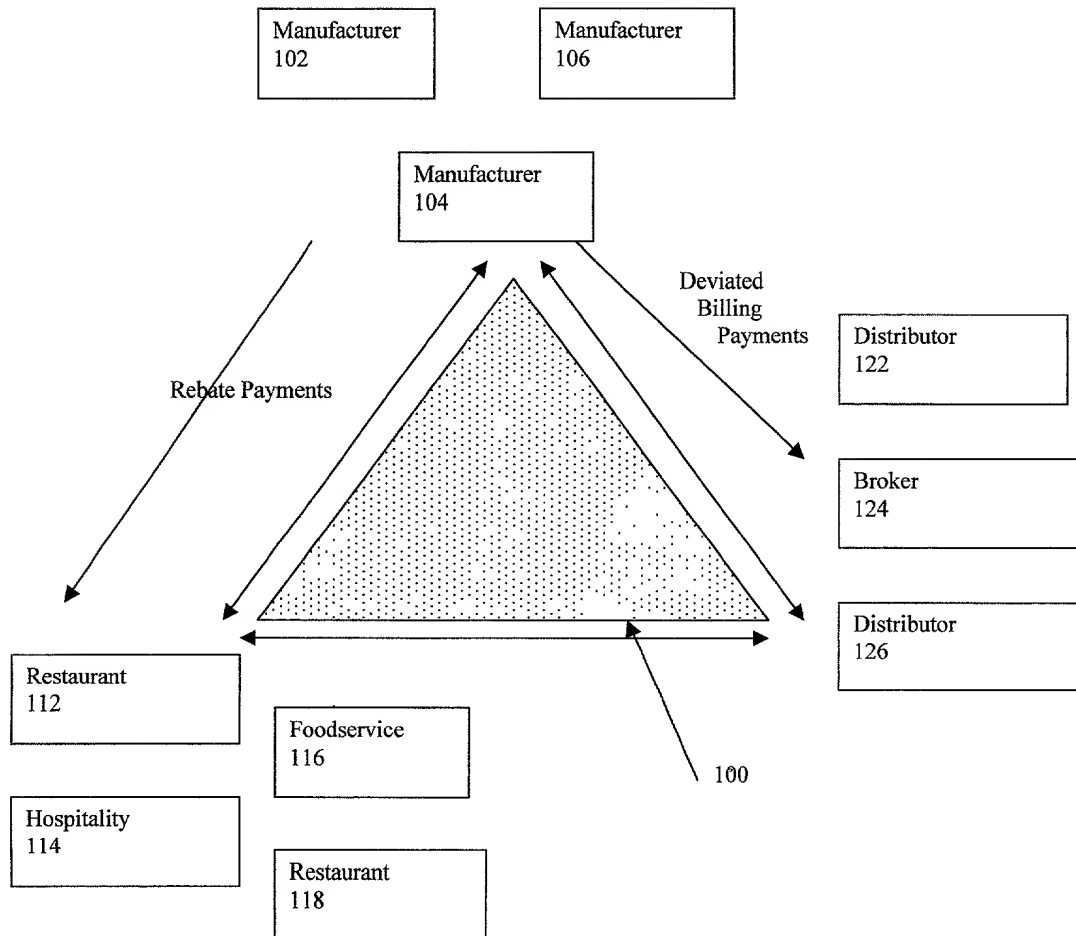 Manufacturer
102
Manufacturer
106
Manufacturer
104
Deviated
Billing
Payments
Distributor
122
Rebate Payments
Broker
124
Distributor
126
Restaurant
112
Foodservice
116
100
Hospitality
114
Restaurant
118